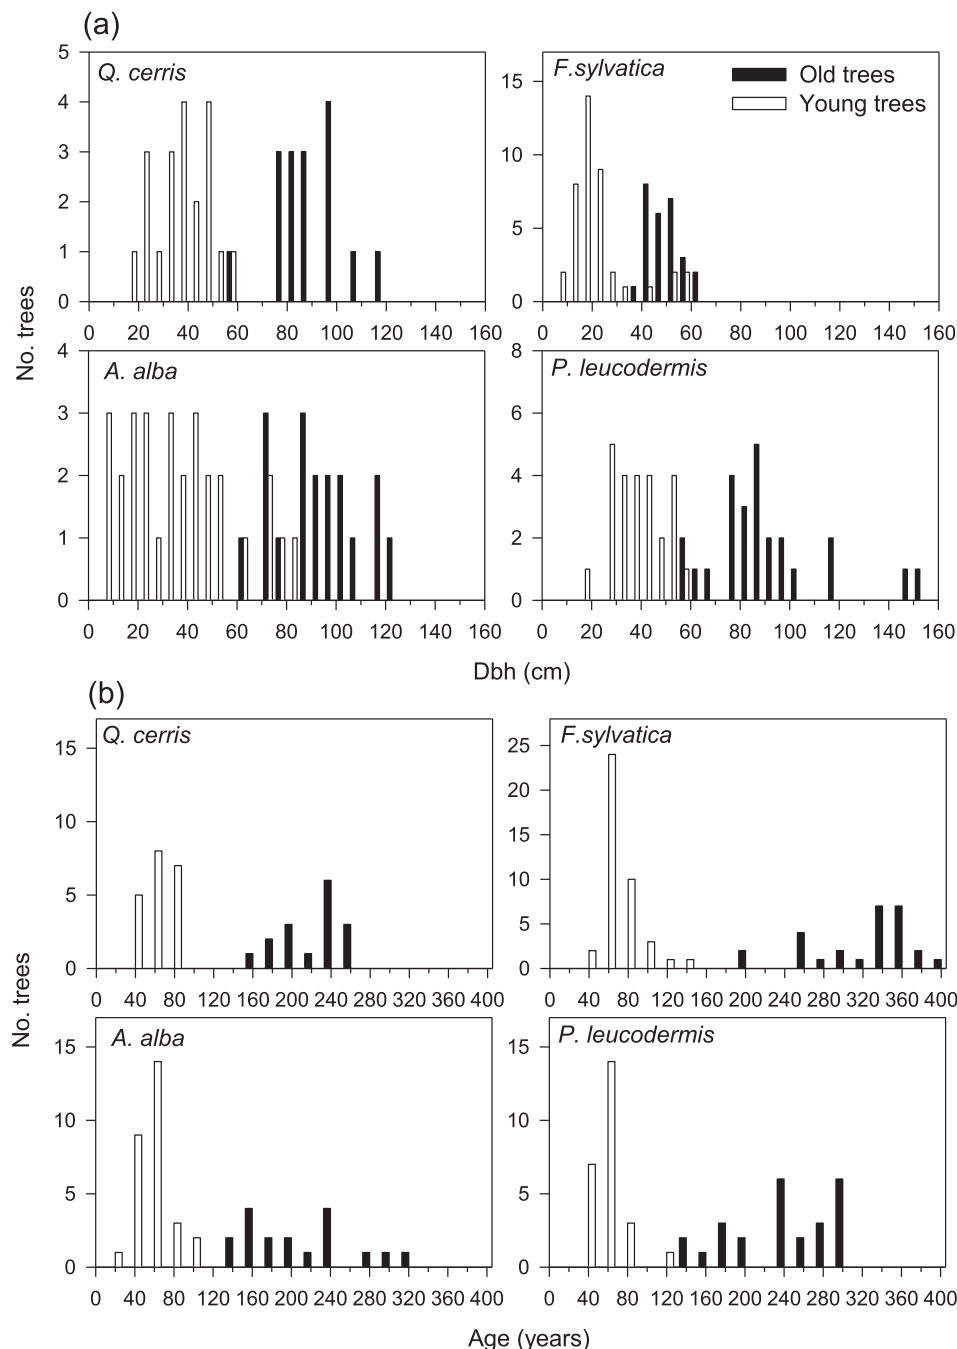 (a)
Q. cerris
F.sylvatica
Old trees
Young trees
5
4
3
2
1
0
15
10
5
0
0 20 40 60 80 100 120 140 160
0 20 40 60 80 100 120 140 160
No. trees
A. alba
P. leucodermis
4
3
2
1
0
8
6
4
2
0
0 20 40 60 80 100 120 140 160
0 20 40 60 80 100 120 140 160
Dbh (cm)
(b)
Q. cerris
F.sylvatica
15
10
5
0
25
20
15
10
5
0
0 40 80 120 160 200 240 280 320 360 400
0 40 80 120 160 200 240 280 320 360 400
No. trees
A. alba
P. leucodermis
15
10
5
0
15
10
5
0
0 40 80 120 160 200 240 280 320 360 400
0 40 80 120 160 200 240 280 320 360 400
Age (years)